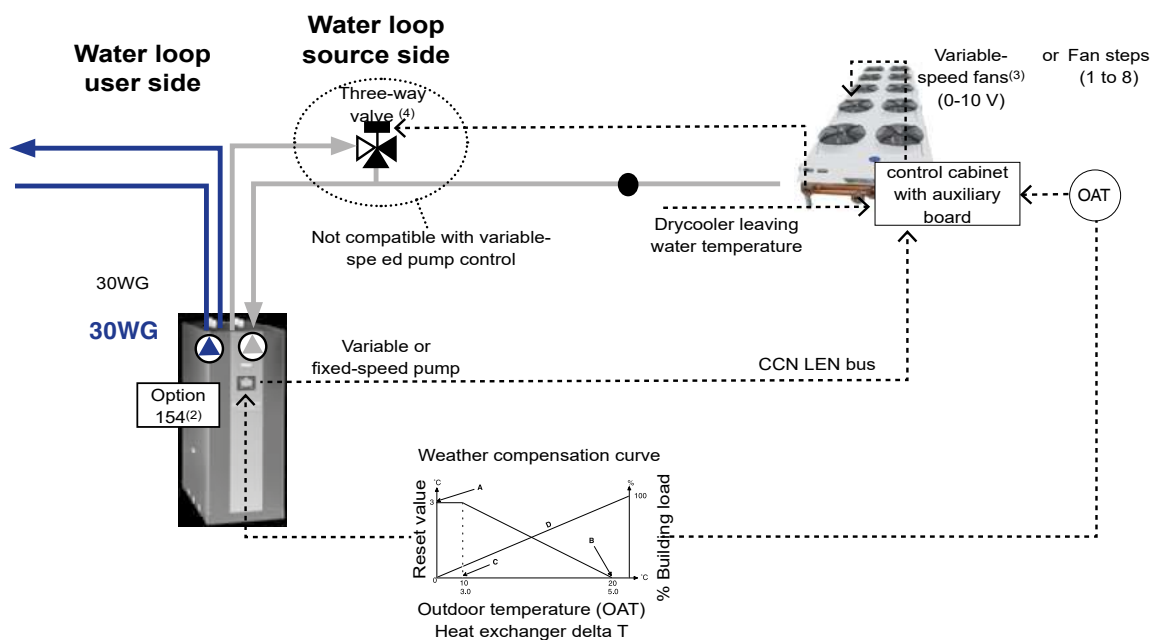 Water loop
user side
Water loop
source side
Three-way
valve (4)
Variable-
speed fans(3)
(0-10 V)
or Fan steps
(1 to 8)
control cabinet
with auxiliary
board
OAT
Drycooler leaving
water temperature
Not compatible with variable-
spe ed pump control
30WG
30WG
Variable or
fixed-speed pump
CCN LEN bus
Option
154(2)
Weather compensation curve
Reset value
°C
A
3
%
100
D
B
C
0
10
3.0
20
5.0
°C
% Building load
Outdoor temperature (OAT)
Heat exchanger delta T